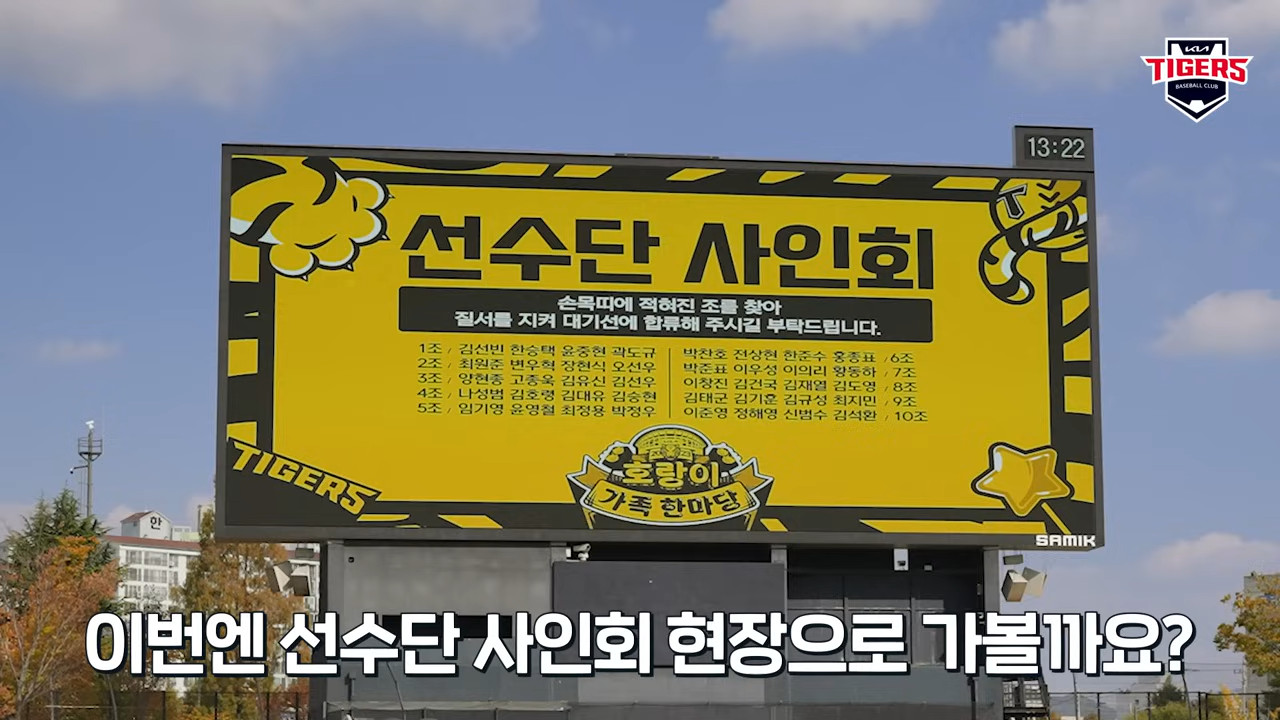 KIA
TIGERS
BASEBALL CLUB
13:22
T
선수단 사인회
손목띠에 적혀진 조를 찾아
질서를 지켜 대기선에 합류해 주시길 부탁드립니다.
1조 / 김선빈 한승택 윤중현 곽도규
2조 / 최원준 변우혁 장현식 오선우
3조 / 양현종 고종욱 김유신 김선우
4조 / 나성범 김호령 김대유 김승현
5조 / 임기영 윤영철 최정용 박정우
박찬호 전상현 한준수 홍종표 / 6조
박준표 이우성 이의리 황동하 / 7조
이창진 김건국 김재열 김도영 / 8조
김태군 김기훈 김규성 최지민 / 9조
이준영 정해영 신범수 김석환 / 10조
TIGERS
호랑이
가족 한마당
SAMIK
한
이번엔 선수단 사인회 현장으로 가볼까요?